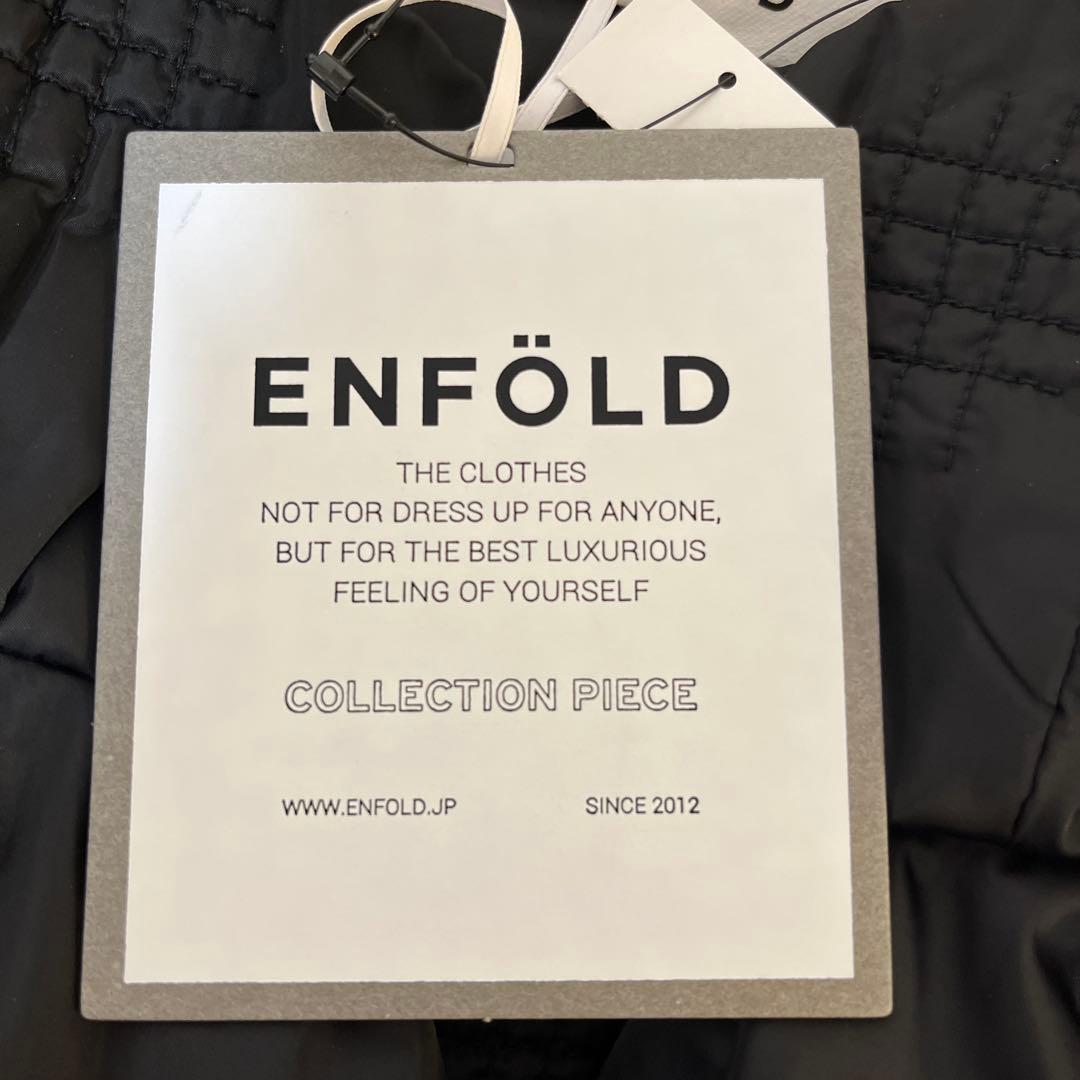 ENFÖLD
THE CLOTHES
NOT FOR DRESS UP FOR ANYONE,
BUT FOR THE BEST LUXURIOUS
FEELING OF YOURSELF
COLLECTION PIECE
WWW.ENFOLD.JP SINCE 2012